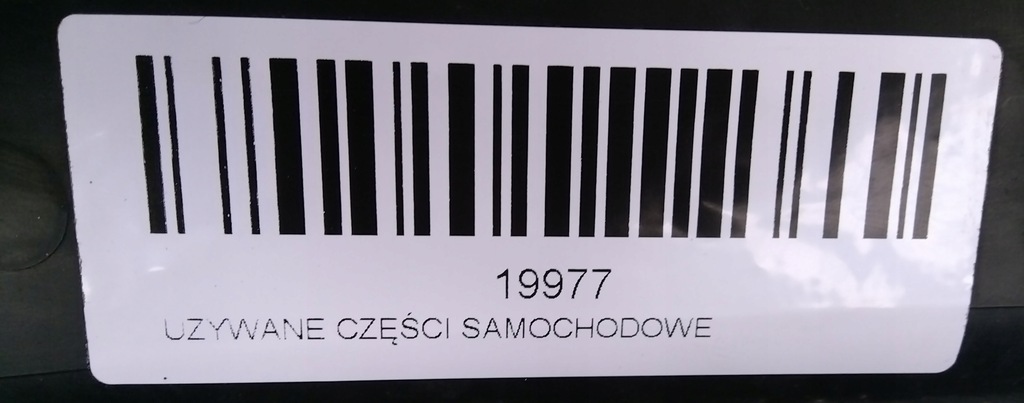 19977
UZYWANE CZĘŚCI SAMOCHODOWE